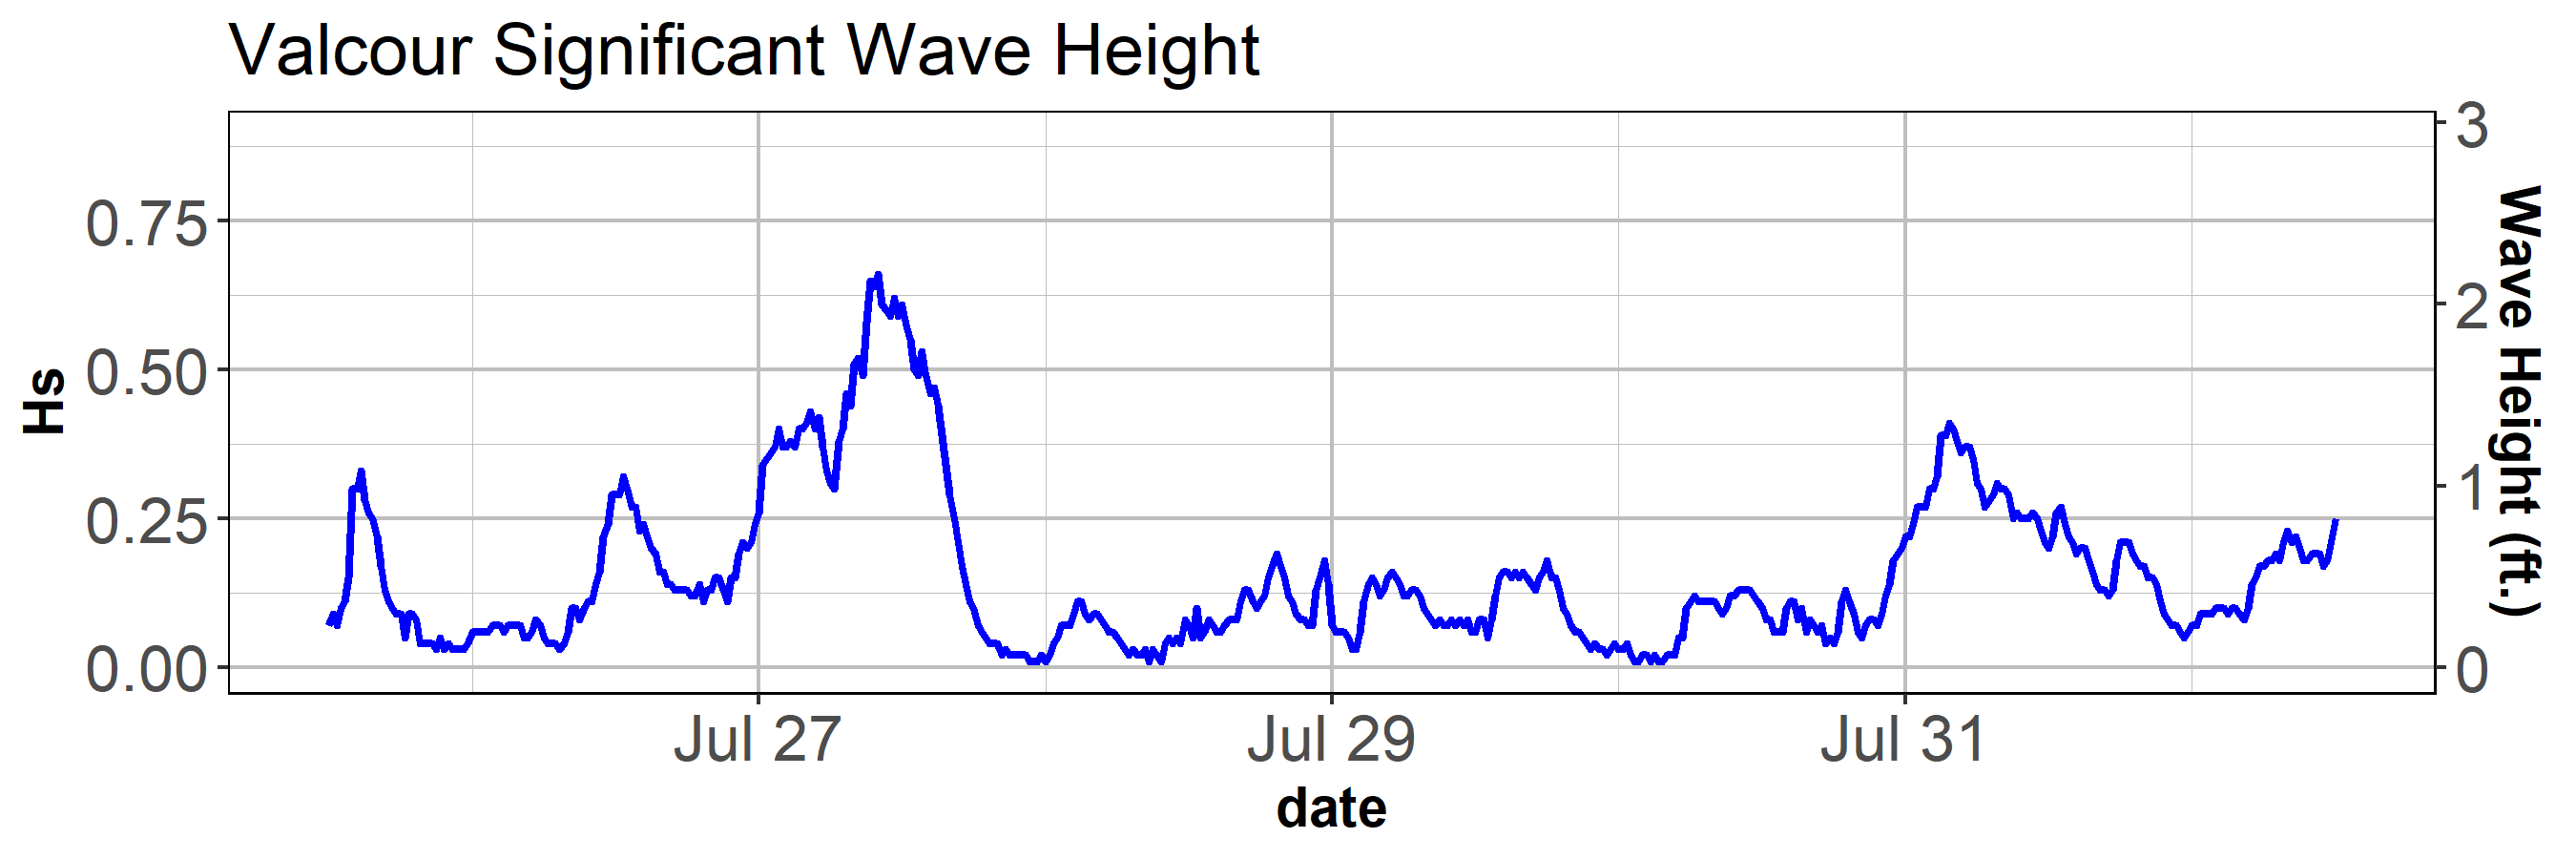 Valcour Significant Wave Height
Hs
0.75
0.50
0.25
0.00
3
2
1
0
Wave Height (ft.)
Jul 27
Jul 29
Jul 31
date